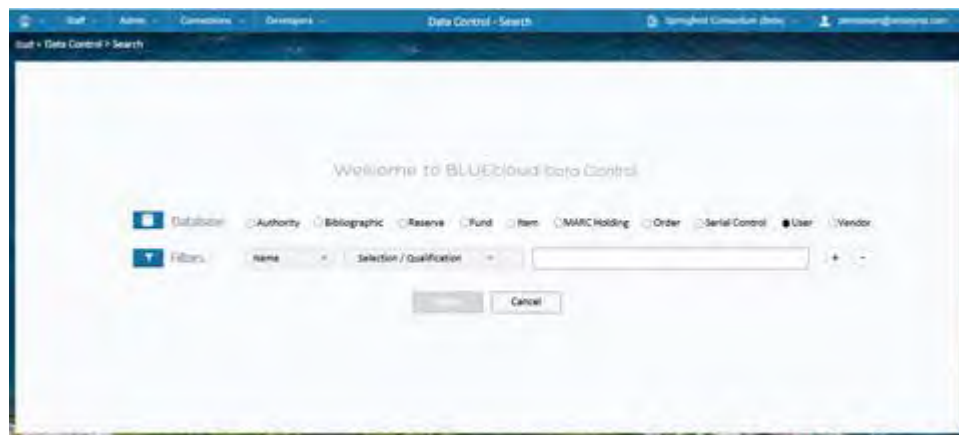 Staff Admin Connections Developers Data Control - Search Springfield Consortium (Beta)
Staff > Data Control > Search
Welcome to BLUEcloud Data Control
Database Authority Bibliographic Reserve Fund Item MARC Holding Order Serial Control User Vendor
Filters Name Selection / Qualification + -
Cancel